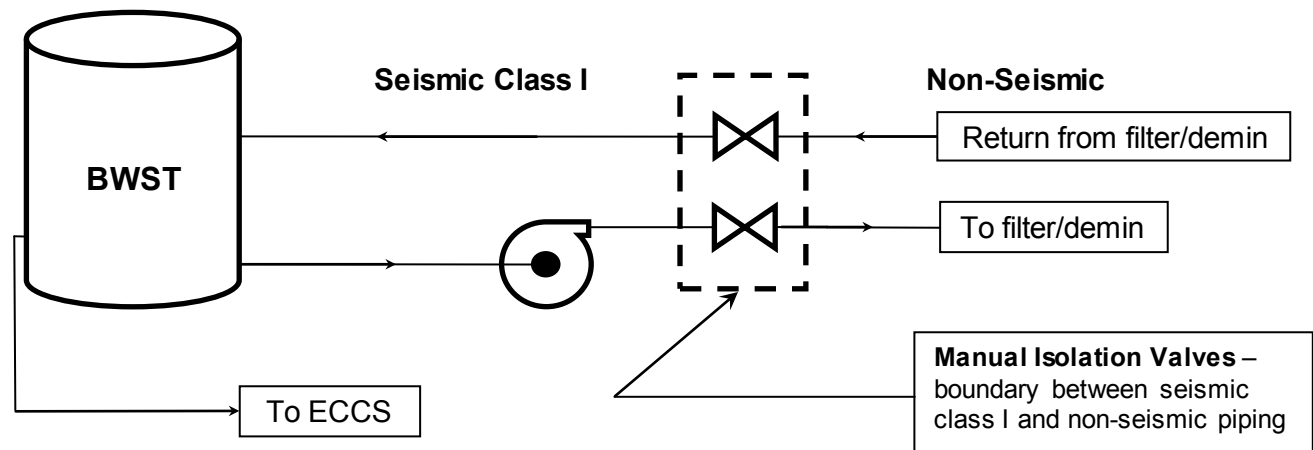 Seismic Class I
Non-Seismic
Return from filter/demin
BWST
To filter/demin
Manual Isolation Valves –
boundary between seismic
class I and non-seismic piping
To ECCS